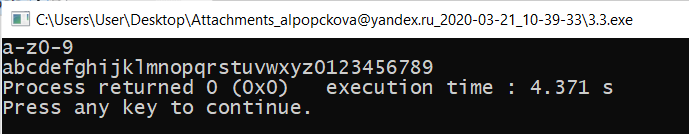 C:\Users\User\Desktop\Attachments_alpopckova@yandex.ru_2020-03-21_10-39-33\3.3.exe
a-z0-9
abcdefghijklmnopqrstuvwxyz0123456789
Process returned 0 (0x0)   execution time : 4.371 s
Press any key to continue.